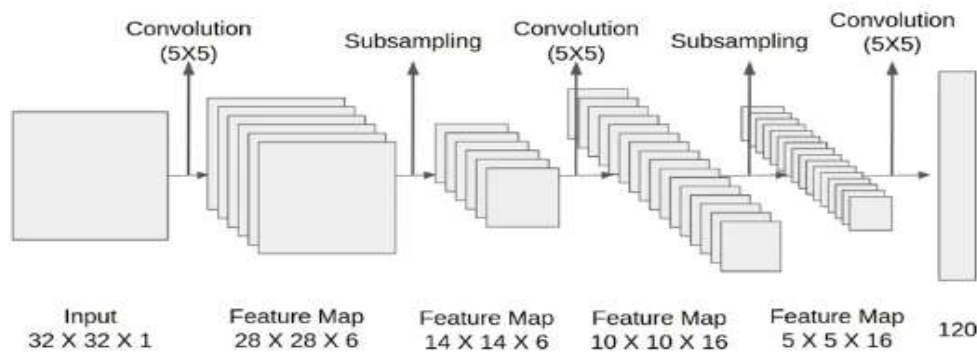 Convolution
(5X5)
Subsampling
Convolution
(5X5)
Subsampling
Convolution
(5X5)
Input
32 X 32 X 1
Feature Map
28 X 28 X 6
Feature Map
14 X 14 X 6
Feature Map
10 X 10 X 16
Feature Map
5 X 5 X 16
120